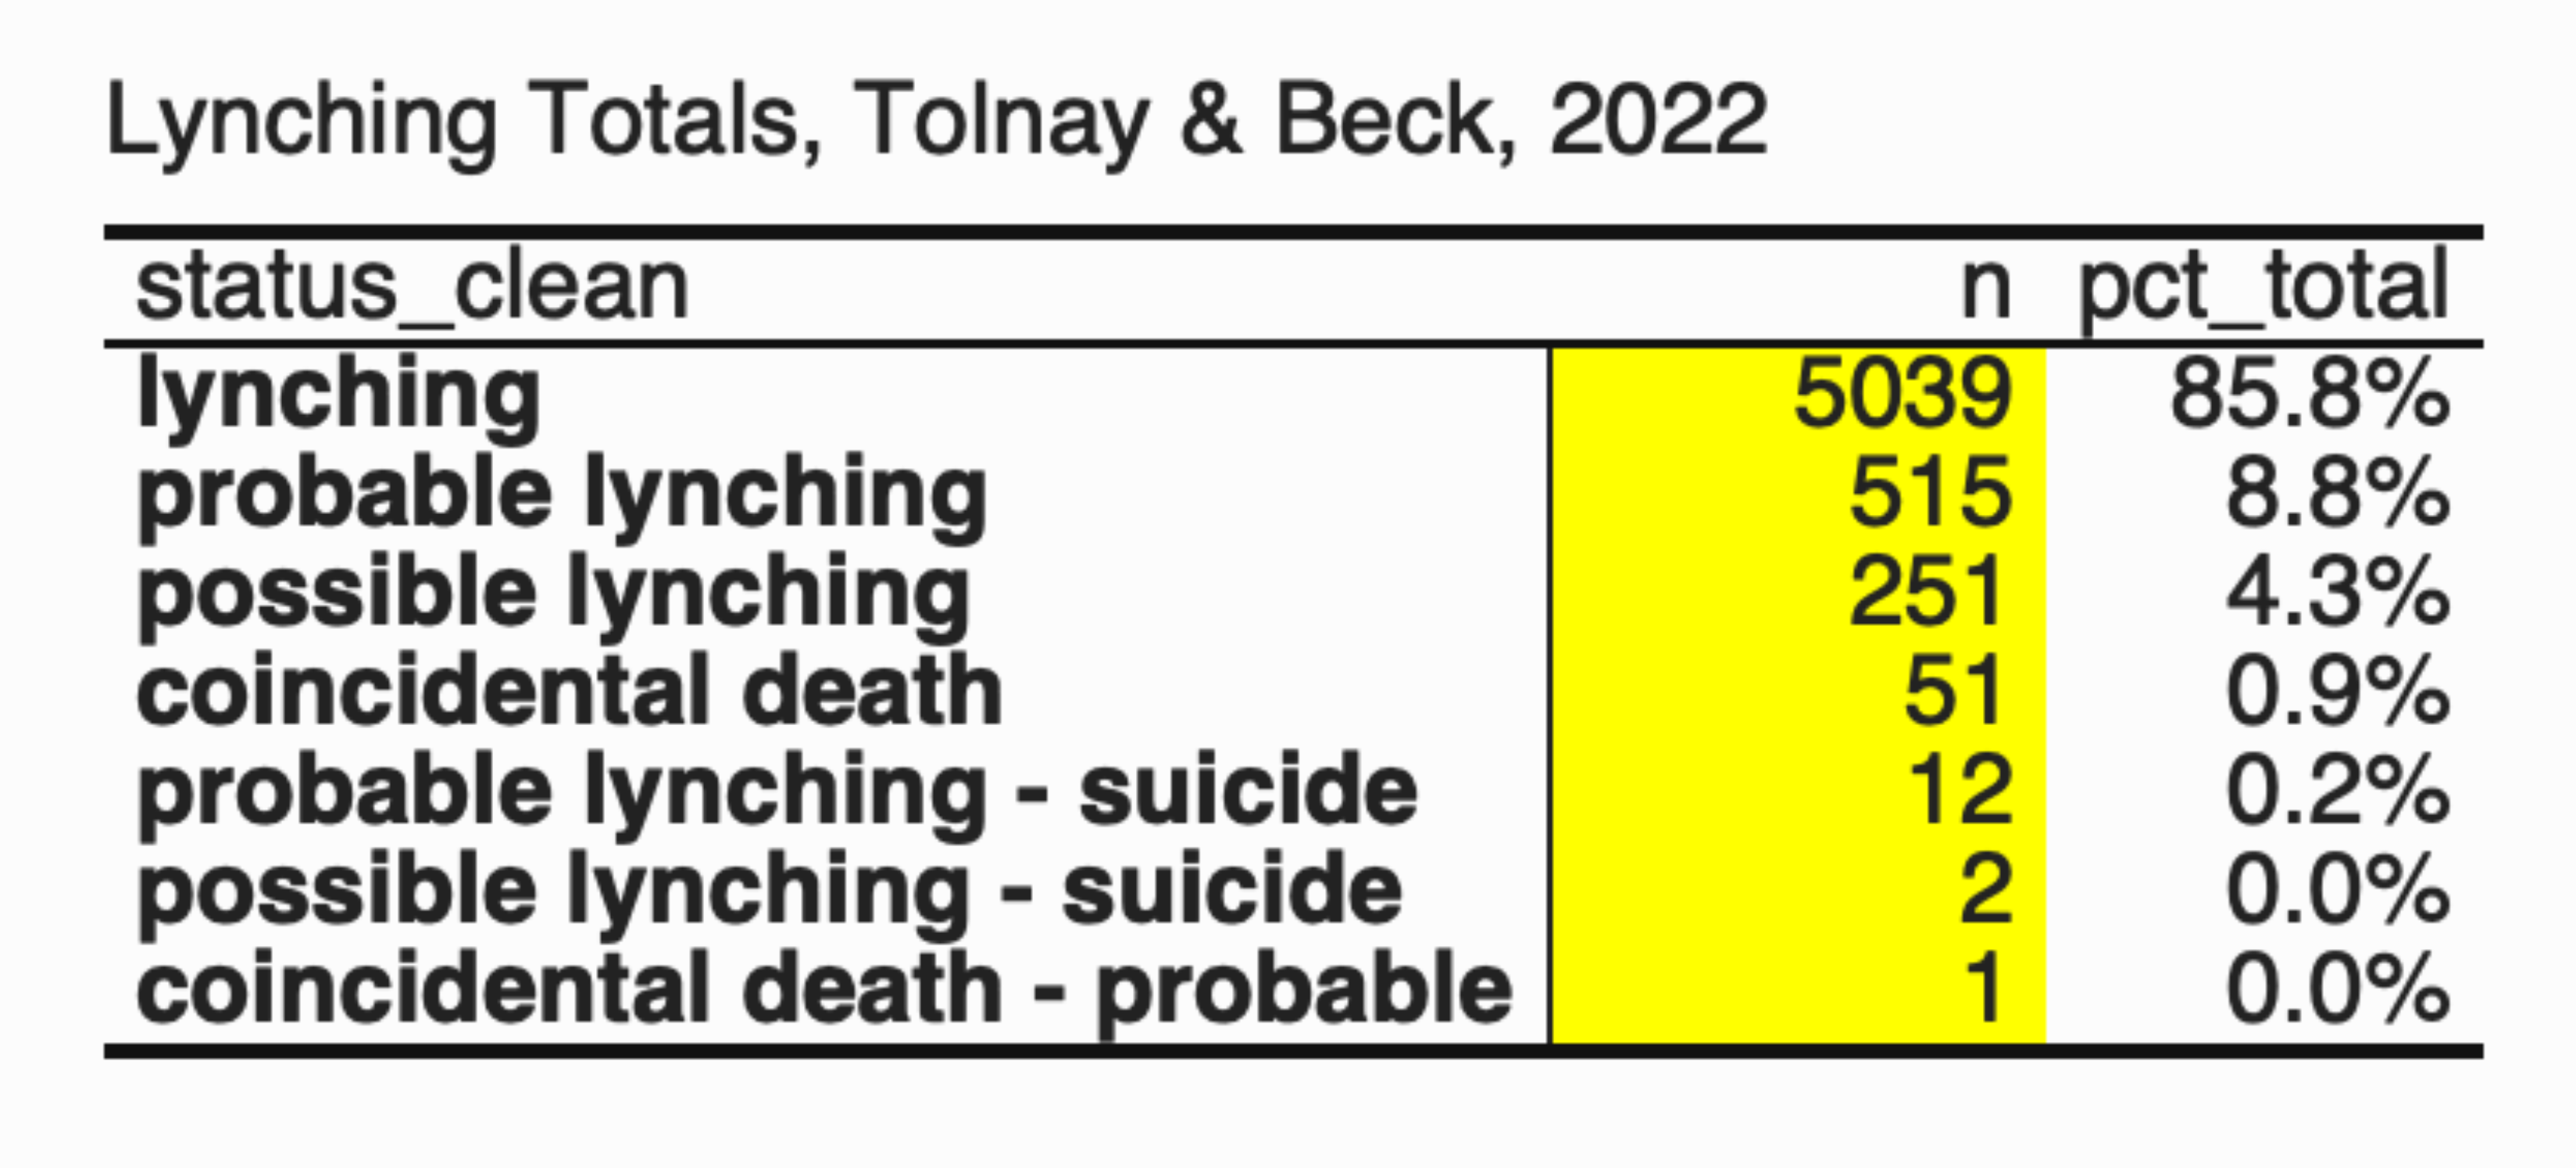 Lynching Totals, Tolnay & Beck, 2022
status_clean n pct_total
lynching 5039 85.8%
probable lynching 515 8.8%
possible lynching 251 4.3%
coincidental death 51 0.9%
probable lynching - suicide 12 0.2%
possible lynching - suicide 2 0.0%
coincidental death - probable 1 0.0%